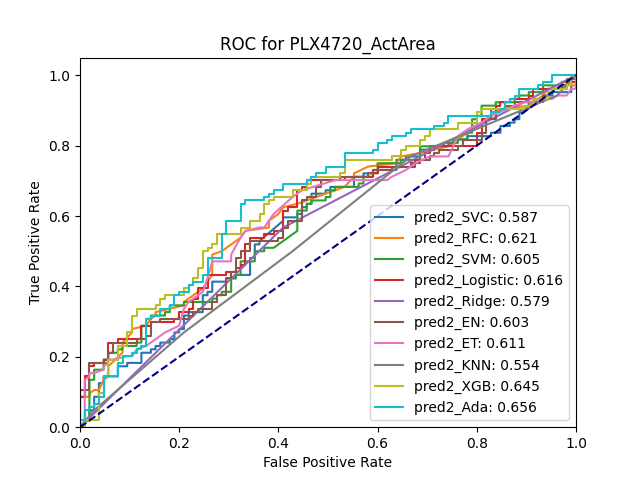 ROC for PLX4720_ActArea
True Positive Rate
1.0
0.8
0.6
0.4
0.2
0.0
pred2_SVC: 0.587
pred2_RFC: 0.621
pred2_SVM: 0.605
pred2_Logistic: 0.616
pred2_Ridge: 0.579
pred2_EN: 0.603
pred2_ET: 0.611
pred2_KNN: 0.554
pred2_XGB: 0.645
pred2_Ada: 0.656
0.0 0.2 0.4 0.6 0.8 1.0
False Positive Rate